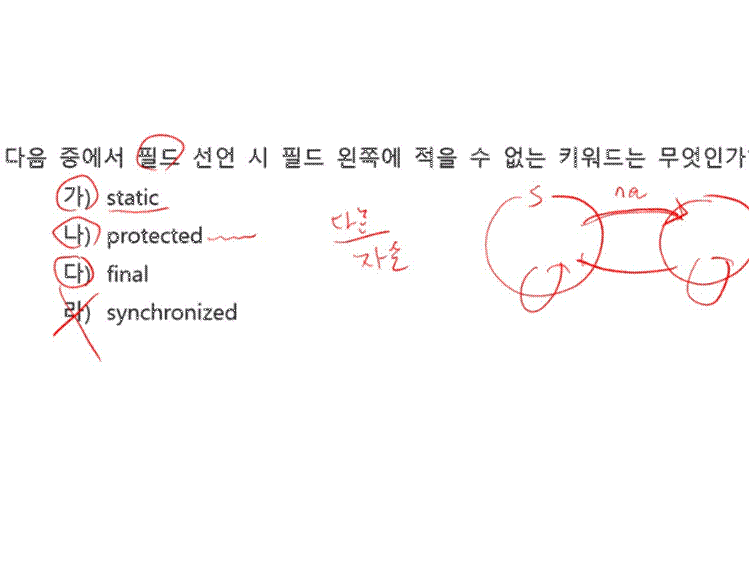 다음 중에서 필드 선언 시 필드 왼쪽에 적을 수 없는 키워드는 무엇인가
가) static
나) protected
다) final
라) synchronized
다른
자손
S
na